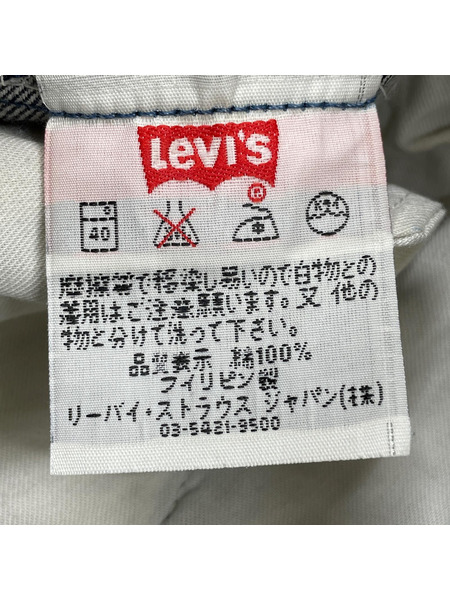 Levi's
®
40
摩擦等で移染し易いので白物との
着用はご注意願います。又 他の
物と分けて洗って下さい。
品質表示 綿100%
フィリピン製
リーバイ・ストラウス ジャパン(株)
03-5421-9500